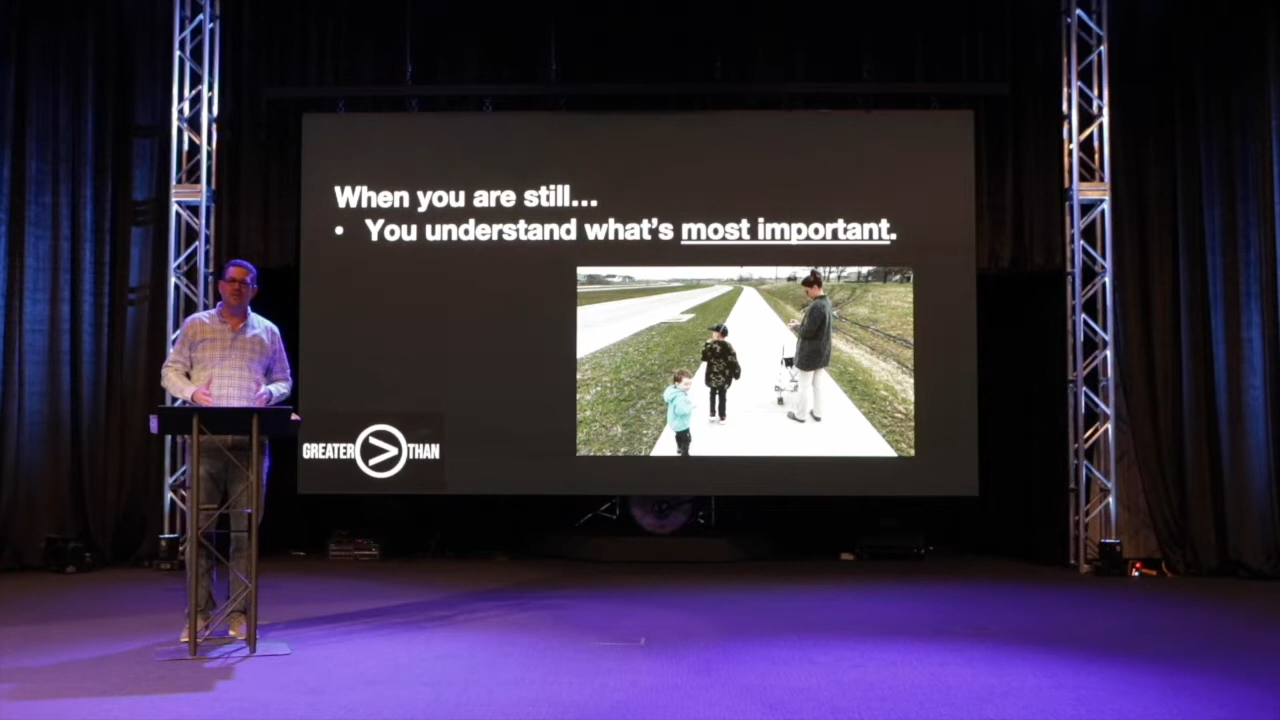 When you are still...
• You understand what's most important.
GREATER > THAN